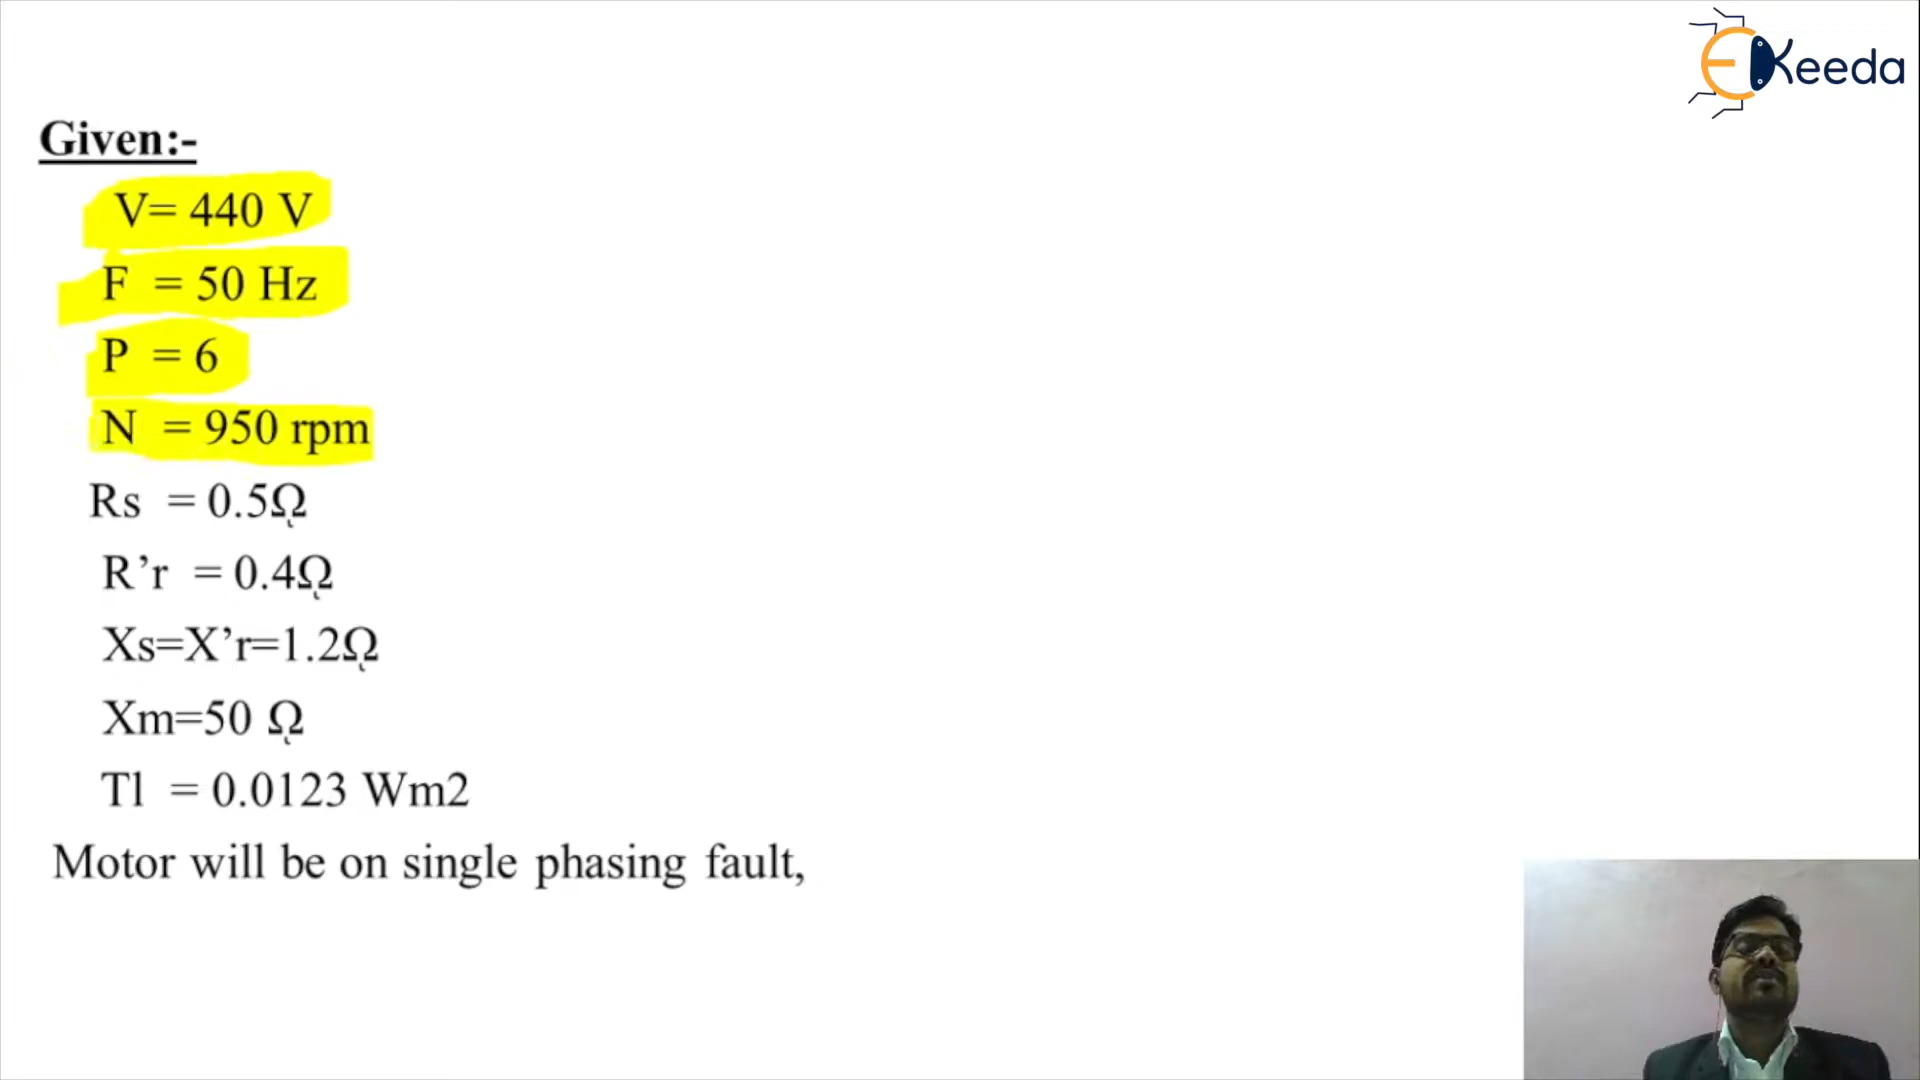 EKeeda
Given:-
V= 440 V
F = 50 Hz
P = 6
N = 950 rpm
Rs = 0.5Ω
R’r = 0.4Ω
Xs=X’r=1.2Ω
Xm=50 Ω
Tl = 0.0123 Wm2
Motor will be on single phasing fault,